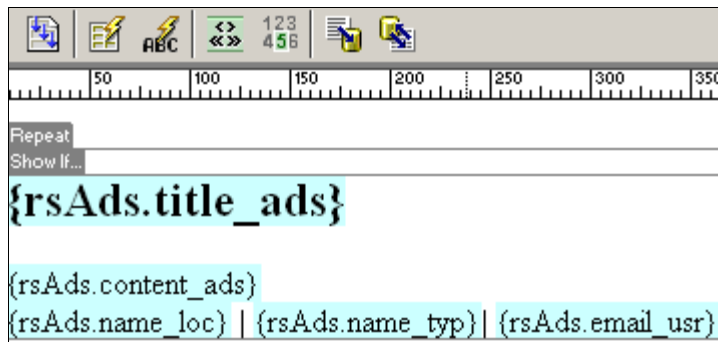 ABC
123
456
50 100 150 200 250 300 350
Repeat
Show If...
{rsAds.title_ads}
{rsAds.content_ads}
{rsAds.name_loc} | {rsAds.name_typ}| {rsAds.email_usr}